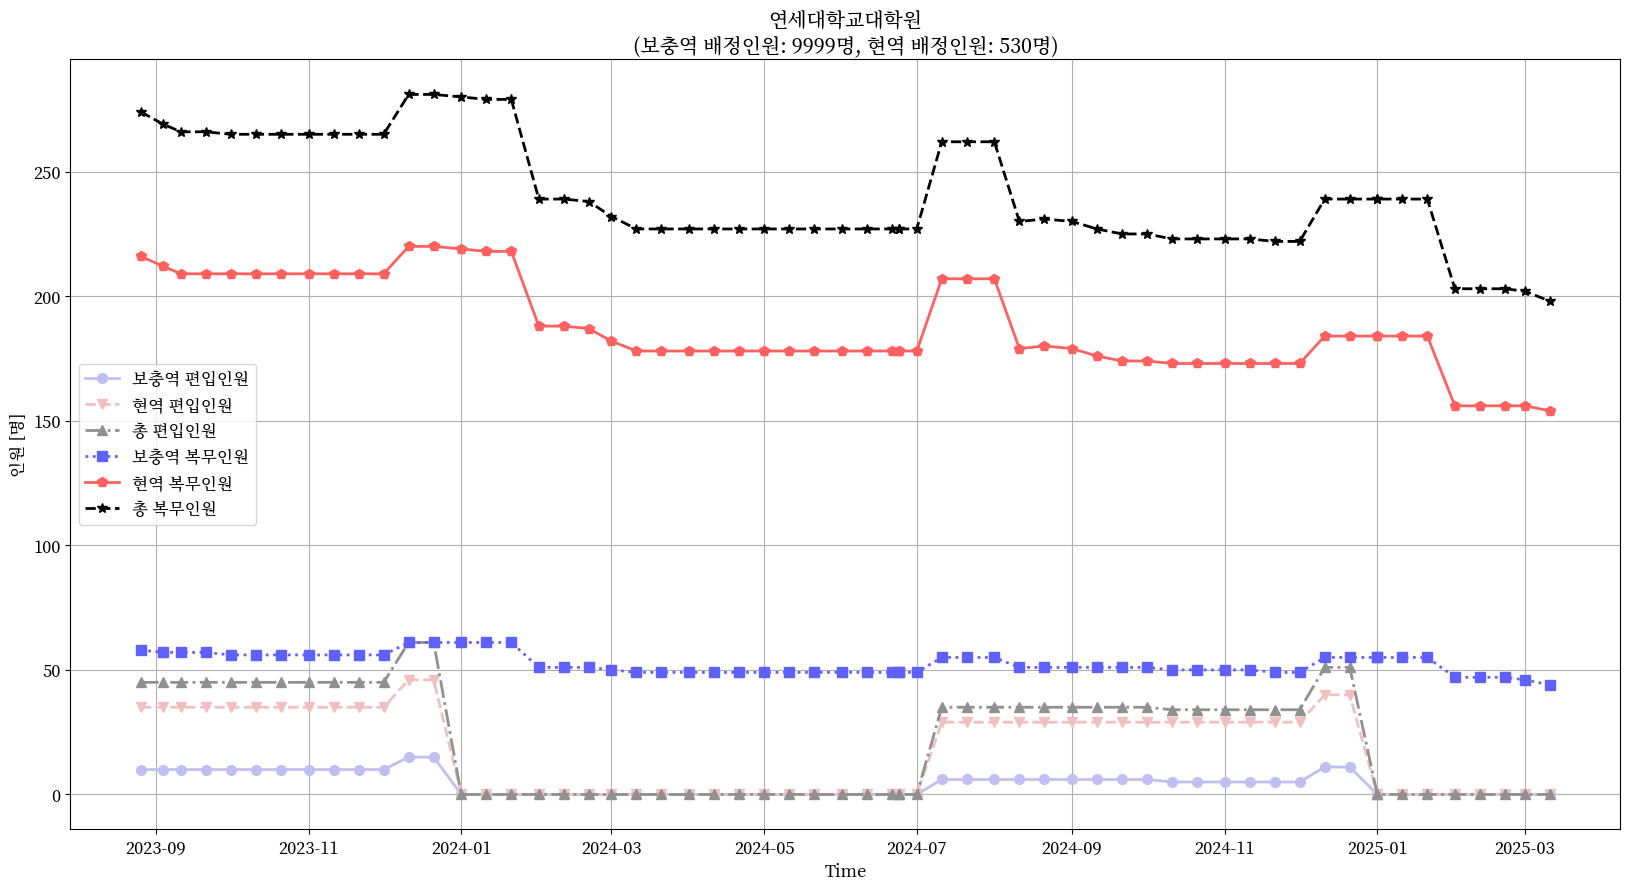 연세대학교대학원
(보충역 배정인원: 9999명, 현역 배정인원: 530명)
인원 [명]
250
200
150
100
50
0
보충역 편입인원
현역 편입인원
총 편입인원
보충역 복무인원
현역 복무인원
총 복무인원
2023-09
2023-11
2024-01
2024-03
2024-05
2024-07
2024-09
2024-11
2025-01
2025-03
Time